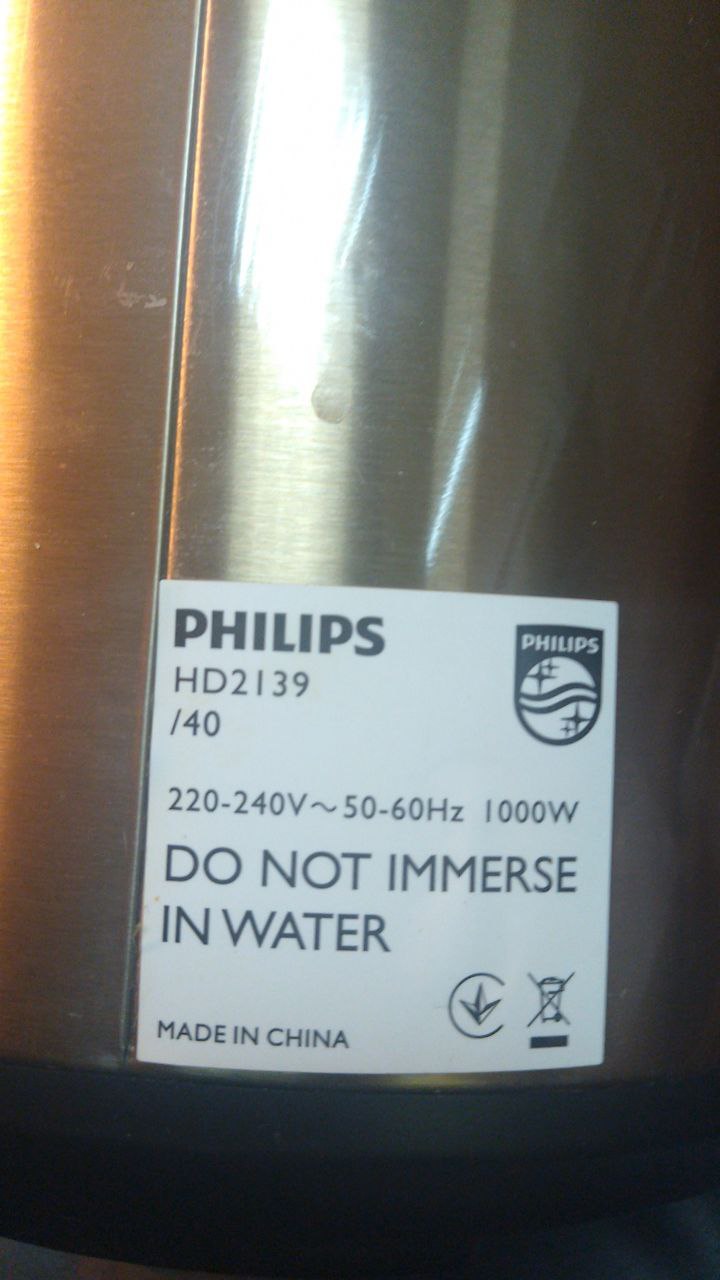 PHILIPS
PHILIPS
HD2139
/40
220-240V~50-60Hz 1000W
DO NOT IMMERSE
IN WATER
MADE IN CHINA